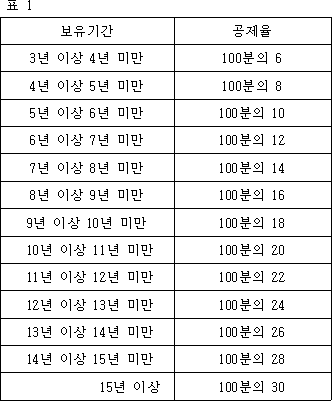 표 1
보유기간 공제율
3년 이상 4년 미만 100분의 6
4년 이상 5년 미만 100분의 8
5년 이상 6년 미만 100분의 10
6년 이상 7년 미만 100분의 12
7년 이상 8년 미만 100분의 14
8년 이상 9년 미만 100분의 16
9년 이상 10년 미만 100분의 18
10년 이상 11년 미만 100분의 20
11년 이상 12년 미만 100분의 22
12년 이상 13년 미만 100분의 24
13년 이상 14년 미만 100분의 26
14년 이상 15년 미만 100분의 28
15년 이상 100분의 30